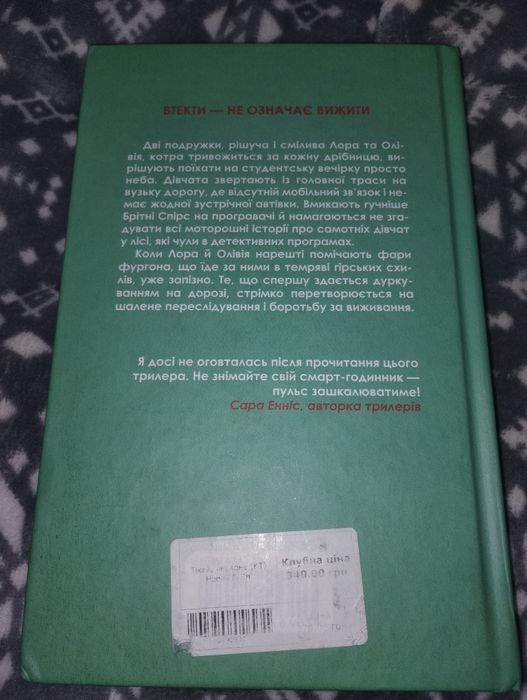 ВТЕКТИ — НЕ ОЗНАЧАЄ ВИЖИТИ
Дві подружки, рішуча і смілива Лора та Олі-
вія, котра тривожиться за кожну дрібницю, ви-
рішують поїхати на студентську вечірку просто
неба. Дівчата звертають із головної траси на
вузьку дорогу, де відсутній мобільний зв'язок і не-
має жодної зустрічної автівки. Вмикають гучніше
Брітні Спірс на програвачі й намагаються не зга-
дувати всі моторошні історії про самотніх дівчат
у лісі, які чули в детективних програмах.
Коли Лора й Олівія нарешті помічають фари
фургона, що їде за ними в темряві гірських схи-
лів, уже запізно. Те, що спершу здається дурку-
ванням на дорозі, стрімко перетворюється на
шалене переслідування і боротьбу за виживання.
Я досі не оговталась після прочитання цього
трилера. Не знімайте свій смарт-годинник —
пульс зашкалюватиме!
Сара Енніс, авторка трилерів
Клубна ціна
340.00 грн